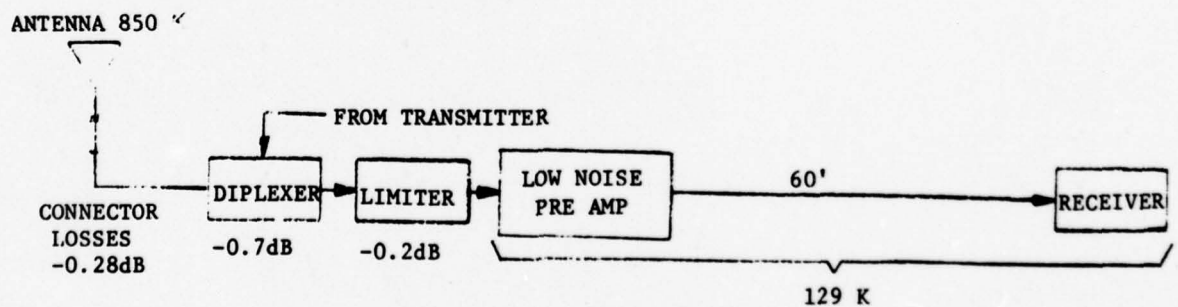 ANTENNA 850
FROM TRANSMITTER
DIPLEXER
LIMITER
LOW NOISE
PRE AMP
60'
RECEIVER
CONNECTOR
LOSSES
-0.28dB
-0.7dB
-0.2dB
129 K